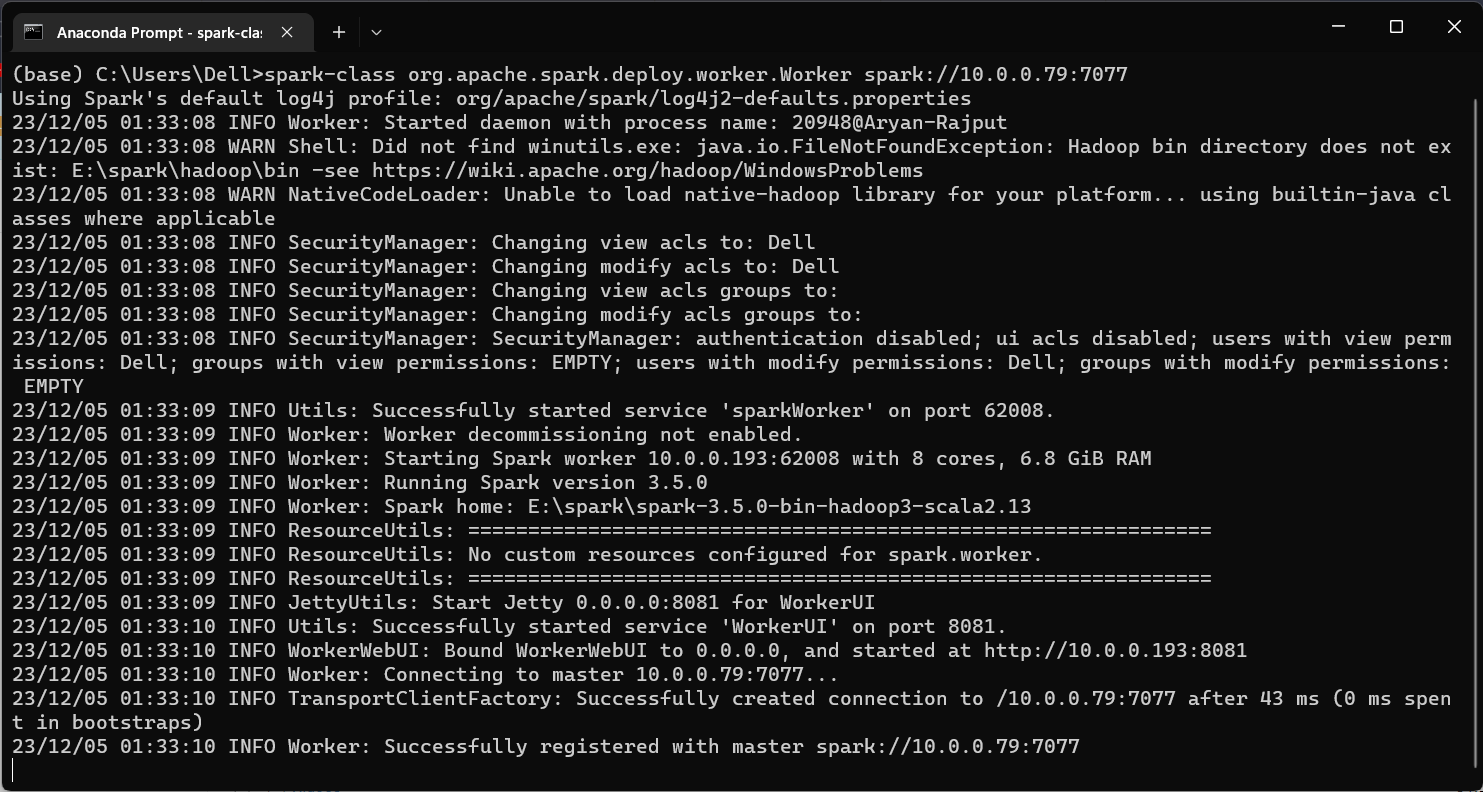 Anaconda Prompt - spark-clas
(base) C:\Users\Dell>spark-class org.apache.spark.deploy.worker.Worker spark://10.0.0.79:7077
Using Spark's default log4j profile: org/apache/spark/log4j2-defaults.properties
23/12/05 01:33:08 INFO Worker: Started daemon with process name: 20948@Aryan-Rajput
23/12/05 01:33:08 WARN Shell: Did not find winutils.exe: java.io.FileNotFoundException: Hadoop bin directory does not ex
ist: E:\spark\hadoop\bin -see https://wiki.apache.org/hadoop/WindowsProblems
23/12/05 01:33:08 WARN NativeCodeLoader: Unable to load native-hadoop library for your platform... using builtin-java cl
asses where applicable
23/12/05 01:33:08 INFO SecurityManager: Changing view acls to: Dell
23/12/05 01:33:08 INFO SecurityManager: Changing modify acls to: Dell
23/12/05 01:33:08 INFO SecurityManager: Changing view acls groups to:
23/12/05 01:33:08 INFO SecurityManager: Changing modify acls groups to:
23/12/05 01:33:08 INFO SecurityManager: SecurityManager: authentication disabled; ui acls disabled; users with view perm
issions: Dell; groups with view permissions: EMPTY; users with modify permissions: Dell; groups with modify permissions:
 EMPTY
23/12/05 01:33:09 INFO Utils: Successfully started service 'sparkWorker' on port 62008.
23/12/05 01:33:09 INFO Worker: Worker decommissioning not enabled.
23/12/05 01:33:09 INFO Worker: Starting Spark worker 10.0.0.193:62008 with 8 cores, 6.8 GiB RAM
23/12/05 01:33:09 INFO Worker: Running Spark version 3.5.0
23/12/05 01:33:09 INFO Worker: Spark home: E:\spark\spark-3.5.0-bin-hadoop3-scala2.13
23/12/05 01:33:09 INFO ResourceUtils: ==============================================================
23/12/05 01:33:09 INFO ResourceUtils: No custom resources configured for spark.worker.
23/12/05 01:33:09 INFO ResourceUtils: ==============================================================
23/12/05 01:33:09 INFO JettyUtils: Start Jetty 0.0.0.0:8081 for WorkerUI
23/12/05 01:33:10 INFO Utils: Successfully started service 'WorkerUI' on port 8081.
23/12/05 01:33:10 INFO WorkerWebUI: Bound WorkerWebUI to 0.0.0.0, and started at http://10.0.0.193:8081
23/12/05 01:33:10 INFO Worker: Connecting to master 10.0.0.79:7077...
23/12/05 01:33:10 INFO TransportClientFactory: Successfully created connection to /10.0.0.79:7077 after 43 ms (0 ms spen
t in bootstraps)
23/12/05 01:33:10 INFO Worker: Successfully registered with master spark://10.0.0.79:7077